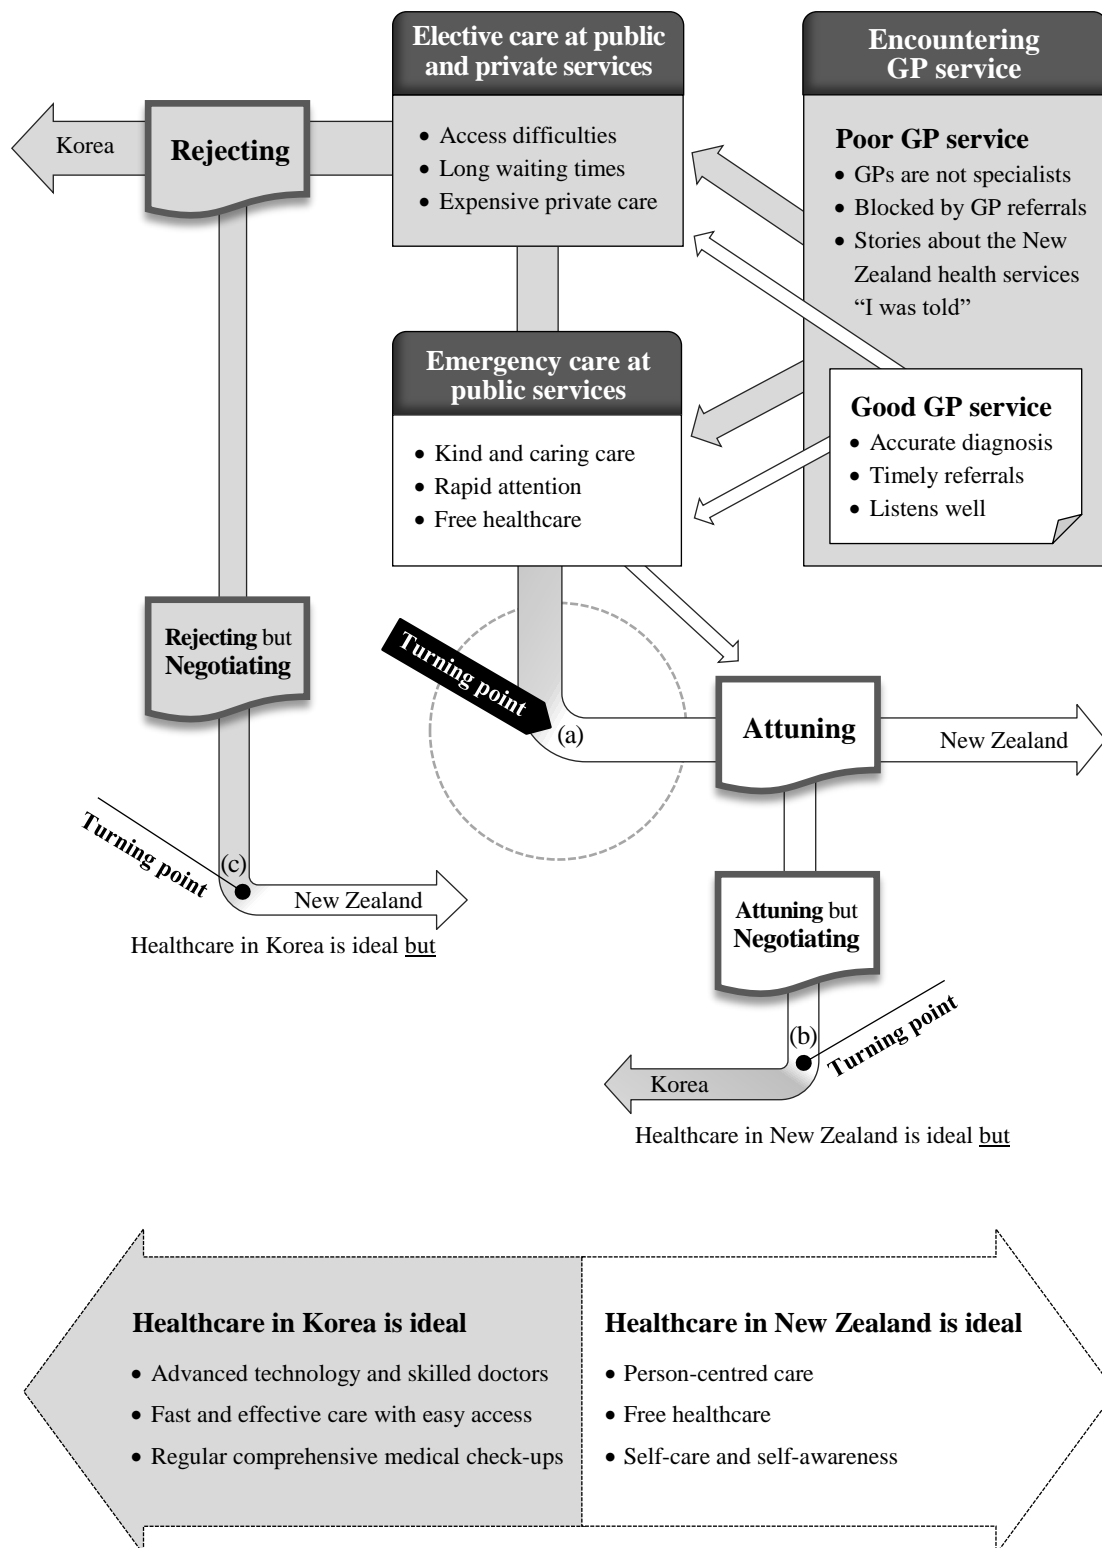 Elective care at public
and private services
• Access difficulties
• Long waiting times
• Expensive private care
Encountering
GP service
Poor GP service
• GPs are not specialists
• Blocked by GP referrals
• Stories about the New
Zealand health services
“I was told”
Good GP service
• Accurate diagnosis
• Timely referrals
• Listens well
Korea
Rejecting
Emergency care at
public services
• Kind and caring care
• Rapid attention
• Free healthcare
Rejecting but
Negotiating
Turning point
(a)
Attuning
New Zealand
Turning point
(c)
New Zealand
Healthcare in Korea is ideal but
Attuning but
Negotiating
(b)
Turning point
Korea
Healthcare in New Zealand is ideal but
Healthcare in Korea is ideal
• Advanced technology and skilled doctors
• Fast and effective care with easy access
• Regular comprehensive medical check-ups
Healthcare in New Zealand is ideal
• Person-centred care
• Free healthcare
• Self-care and self-awareness